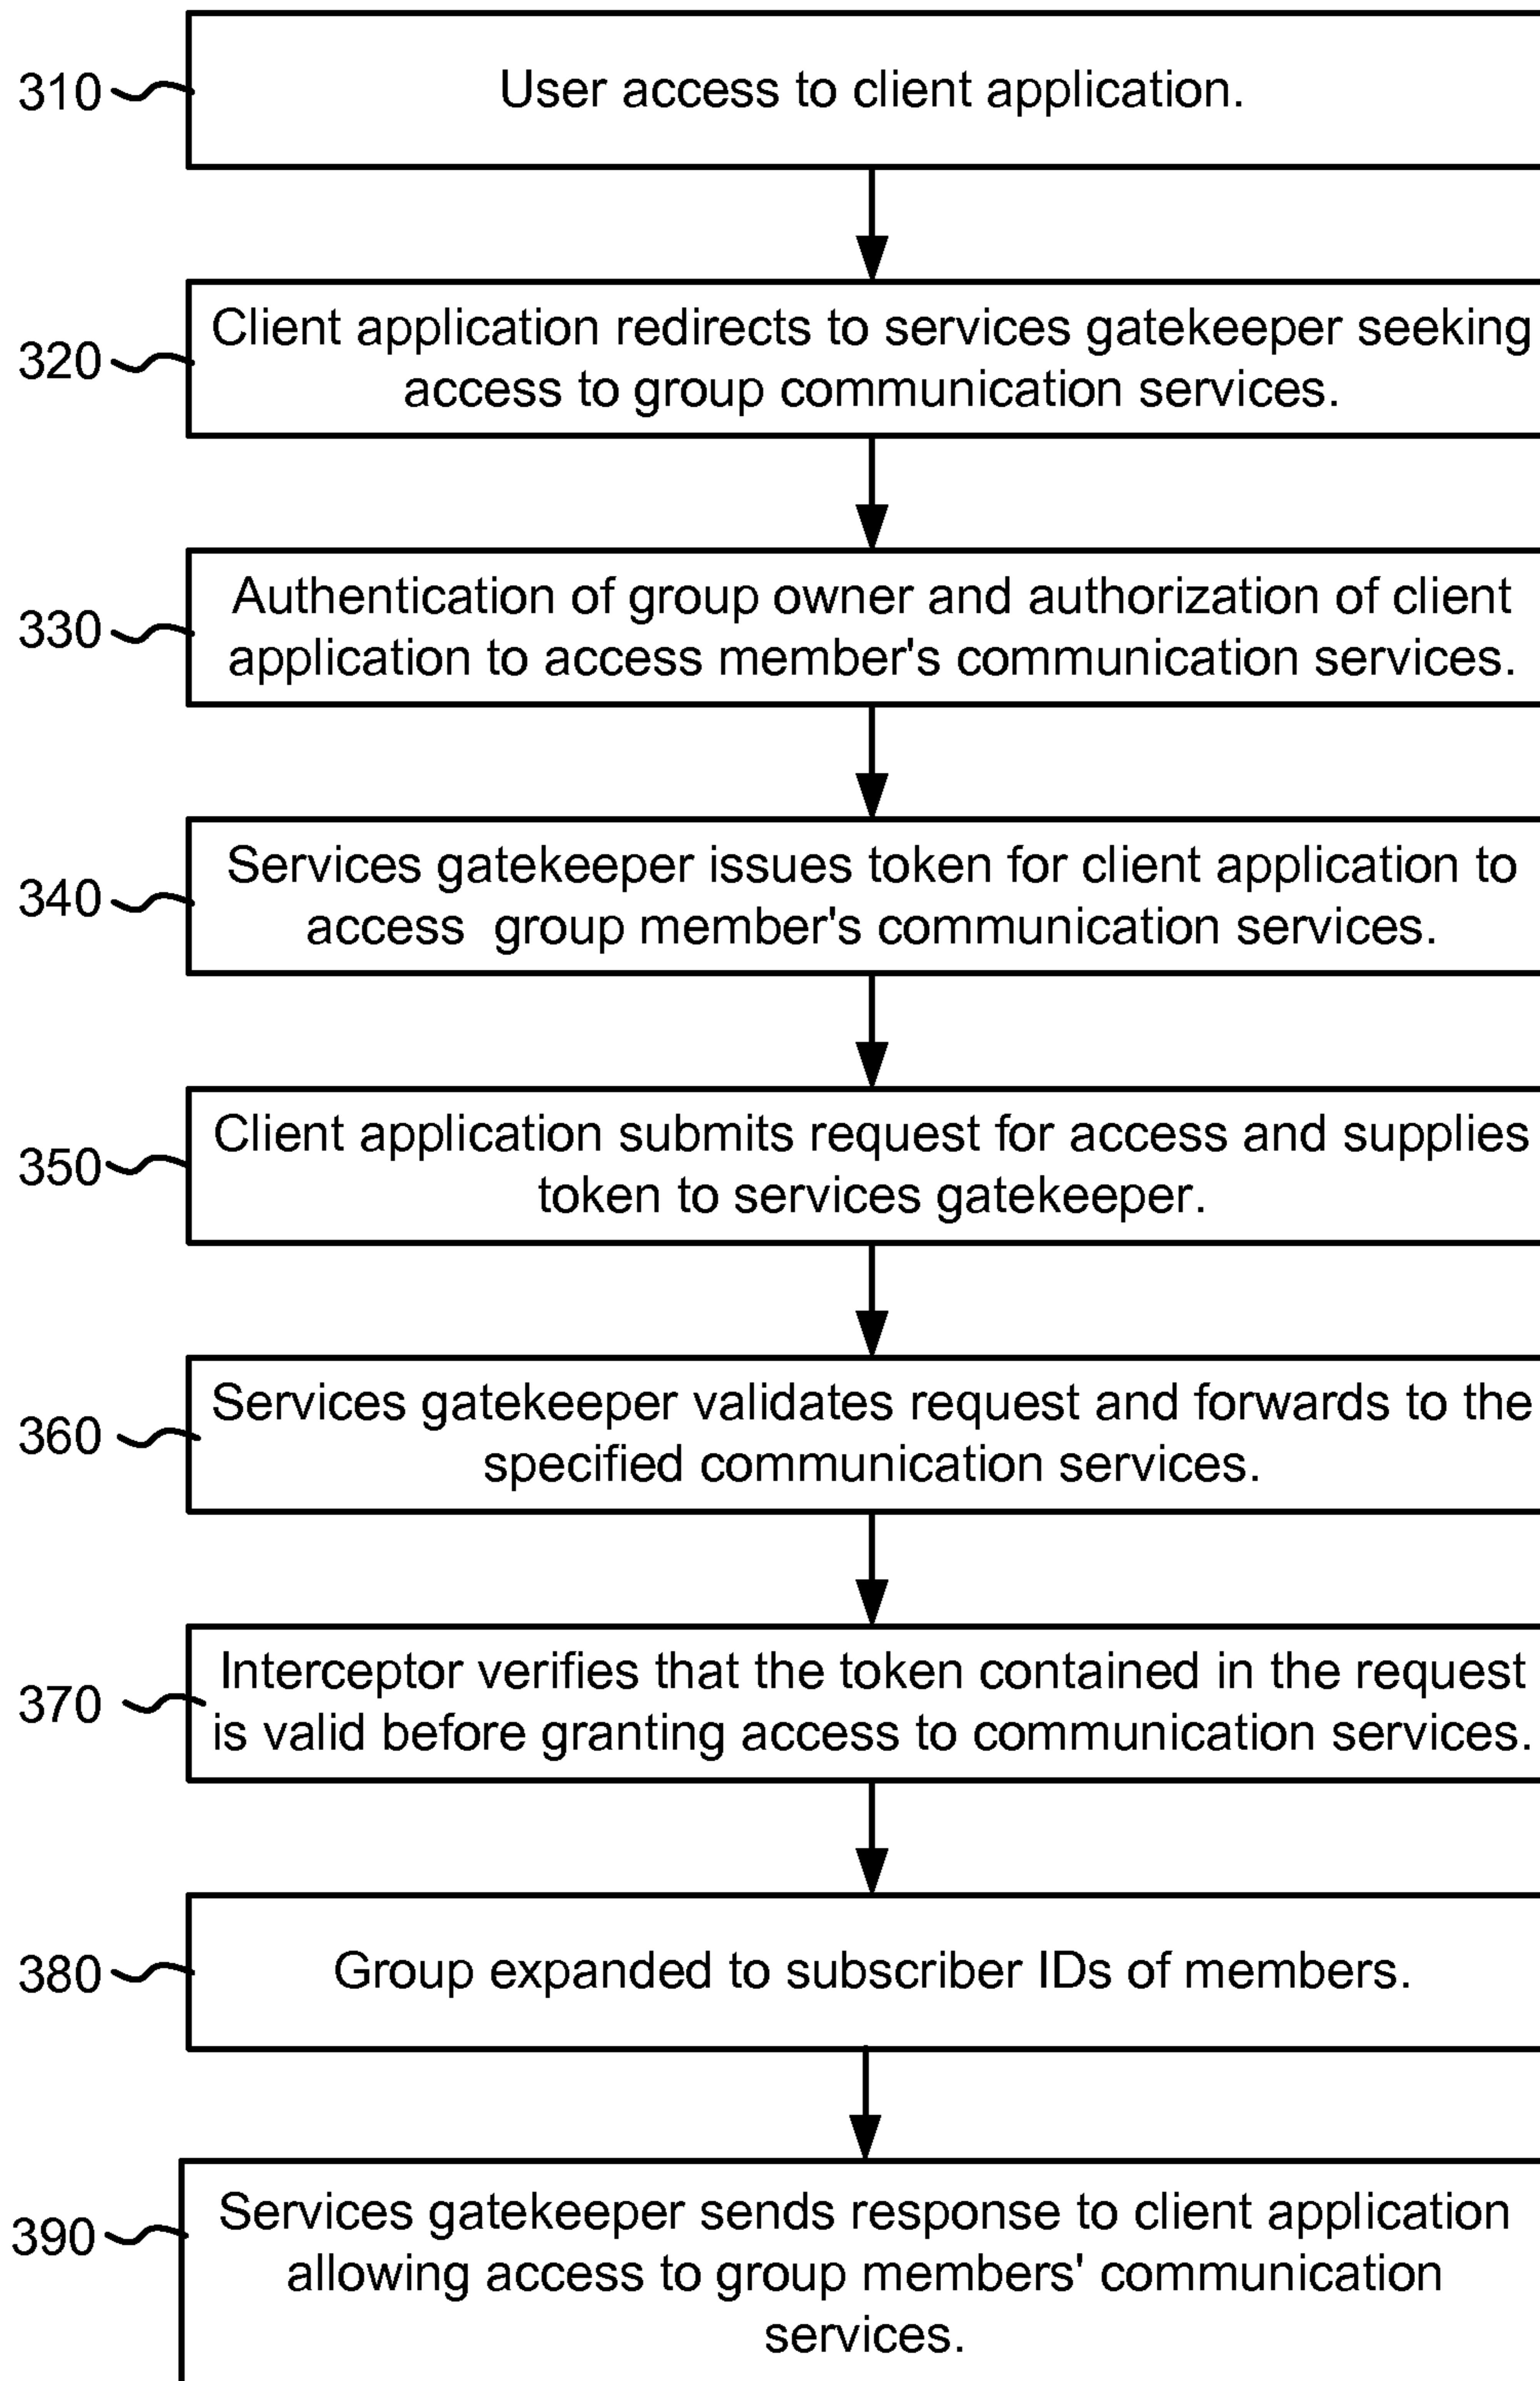 310
User access to client application.
320
Client application redirects to services gatekeeper seeking
access to group communication services.
330
Authentication of group owner and authorization of client
application to access member's communication services.
340
Services gatekeeper issues token for client application to
access  group member's communication services.
350
Client application submits request for access and supplies
token to services gatekeeper.
360
Services gatekeeper validates request and forwards to the
specified communication services.
370
Interceptor verifies that the token contained in the request
is valid before granting access to communication services.
380
Group expanded to subscriber IDs of members.
390
Services gatekeeper sends response to client application
allowing access to group members' communication
services.